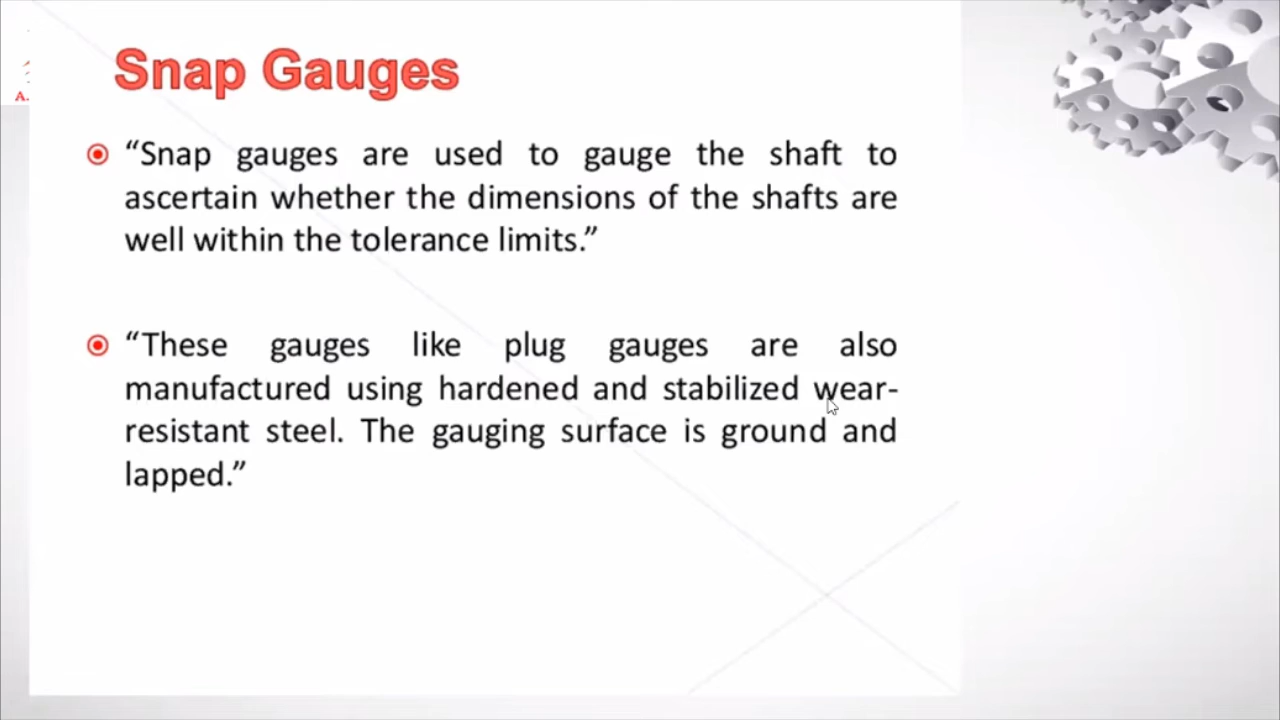 Snap Gauges
“Snap gauges are used to gauge the shaft to
ascertain whether the dimensions of the shafts are
well within the tolerance limits.”
“These gauges like plug gauges are also
manufactured using hardened and stabilized wear-
resistant steel. The gauging surface is ground and
lapped.”
A.